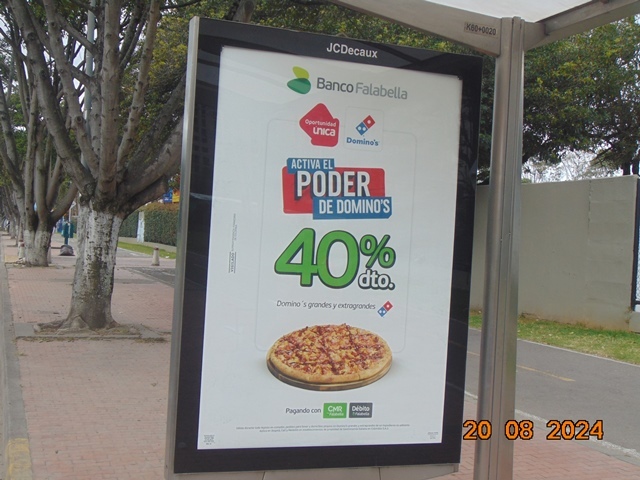 K60+0020
JCDecaux
Banco Falabella
Oportunidad
única
Domino's
ACTIVA EL
PODER
DE DOMINO'S
40%
dto.
Domino´s grandes y extragrandes
Pagando con CMR Débito
20 08 2024